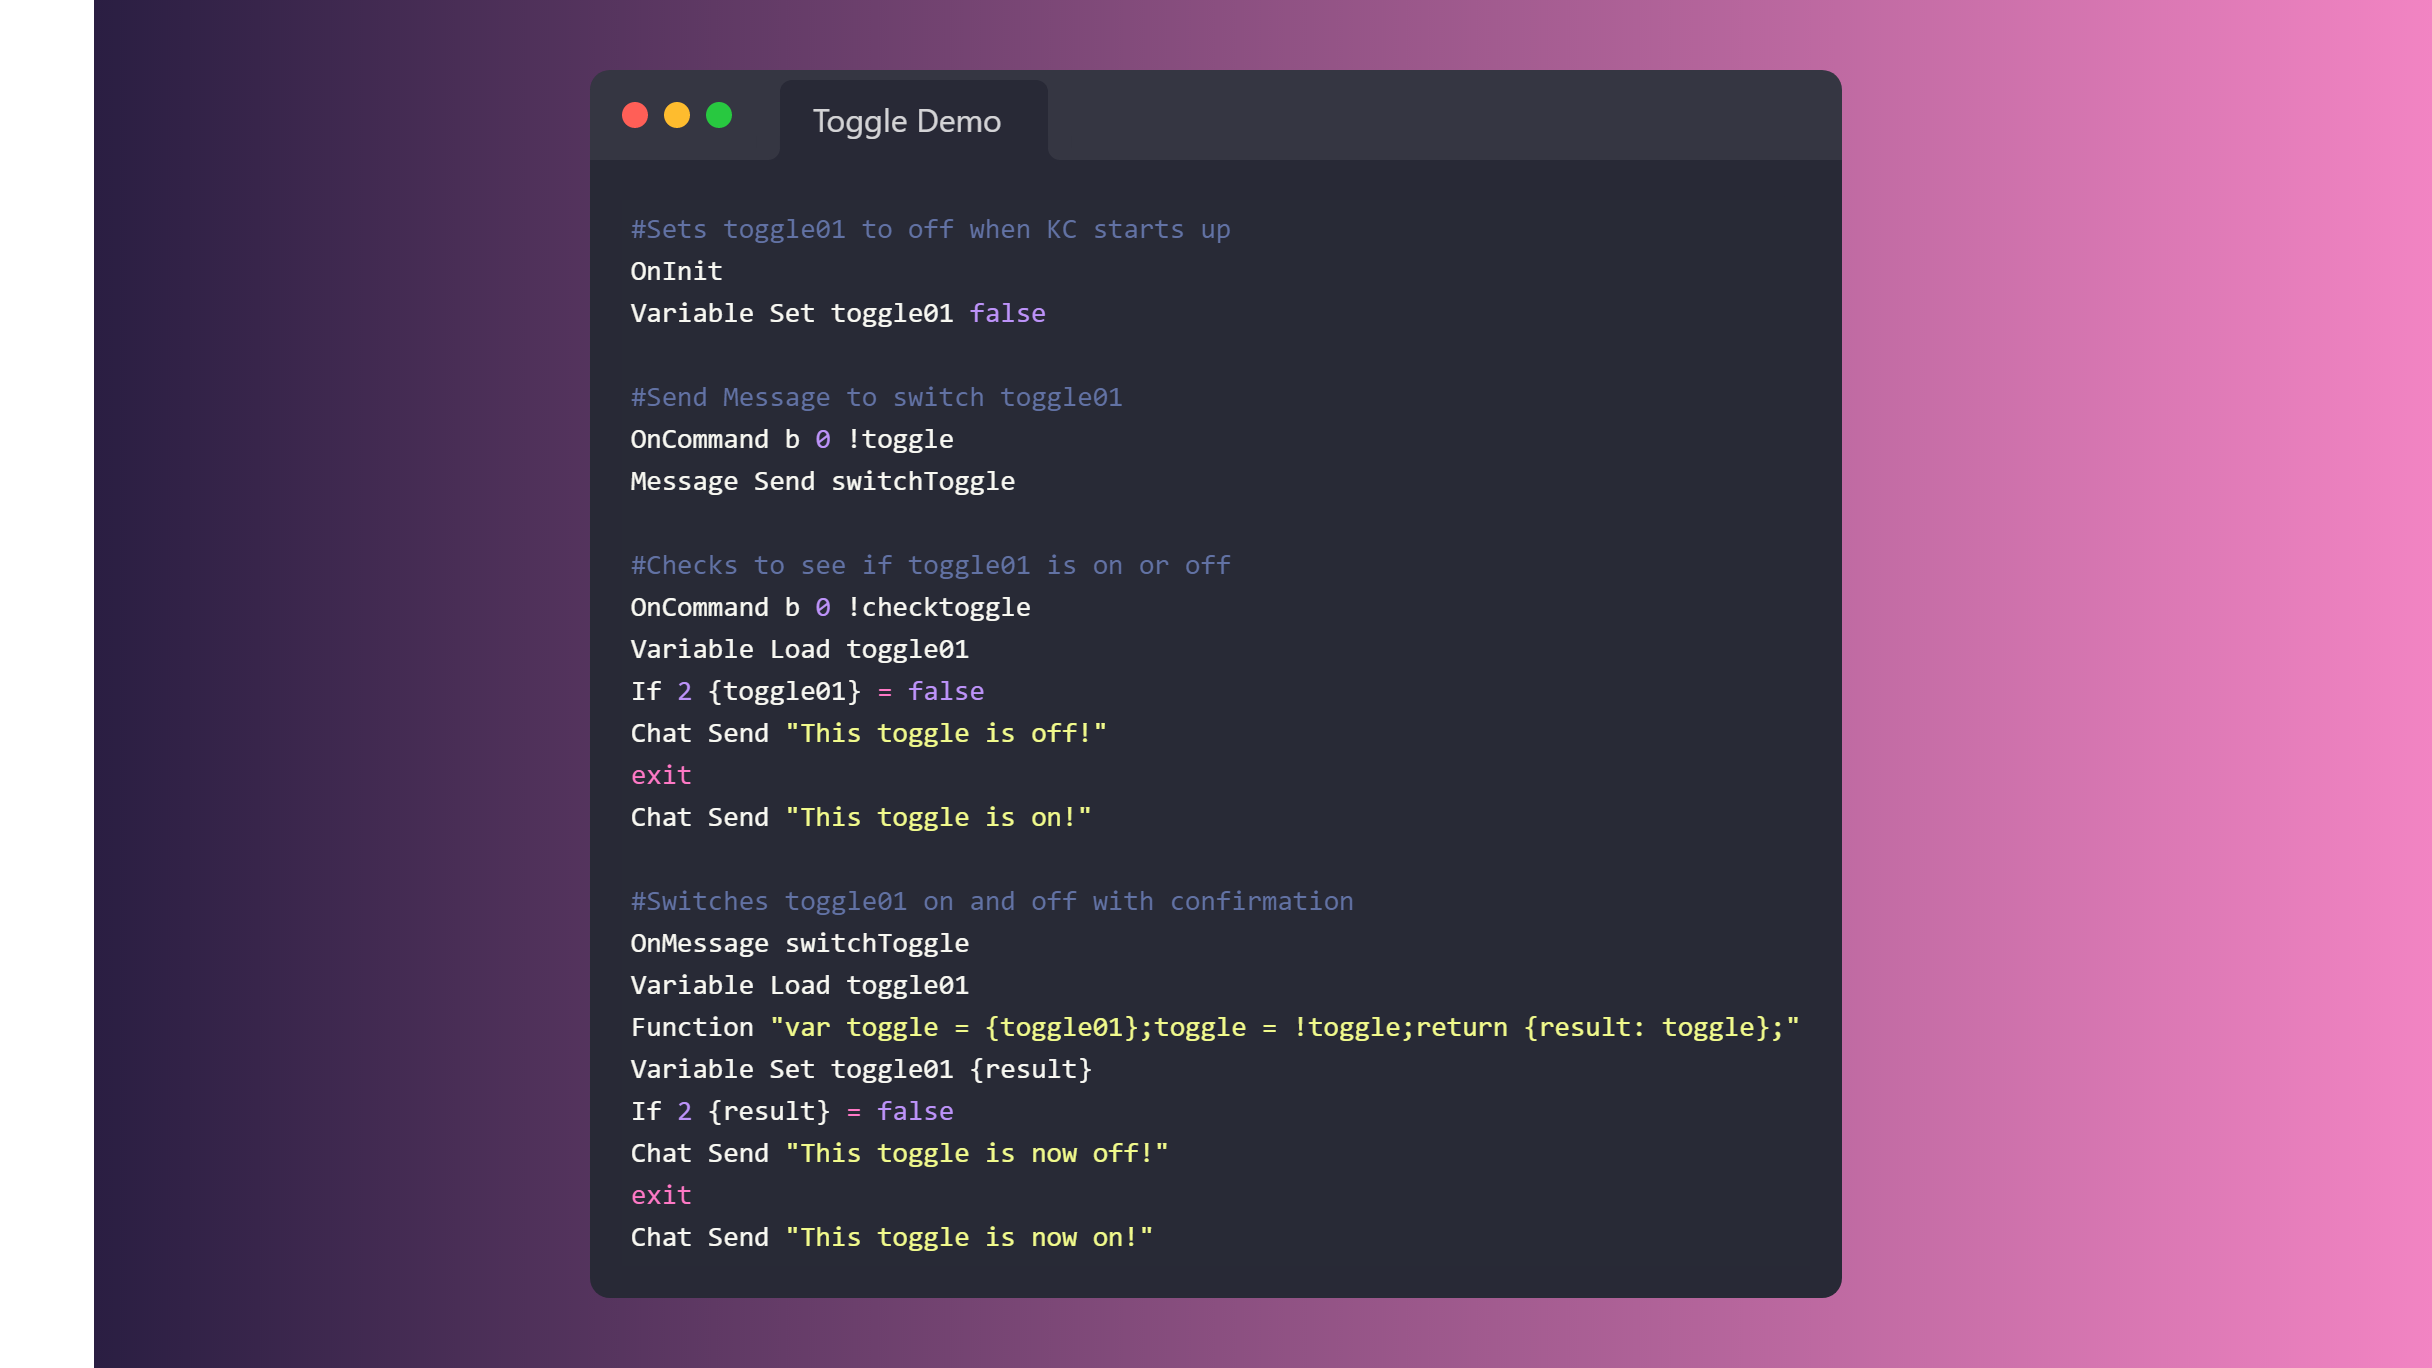 Toggle Demo
#Sets toggle01 to off when KC starts up
OnInit
Variable Set toggle01 false
#Send Message to switch toggle01
OnCommand b 0 !toggle
Message Send switchToggle
#Checks to see if toggle01 is on or off
OnCommand b 0 !checktoggle
Variable Load toggle01
If 2 {toggle01} = false
Chat Send "This toggle is off!"
exit
Chat Send "This toggle is on!"
#Switches toggle01 on and off with confirmation
OnMessage switchToggle
Variable Load toggle01
Function "var toggle = {toggle01};toggle = !toggle;return {result: toggle};"
Variable Set toggle01 {result}
If 2 {result} = false
Chat Send "This toggle is now off!"
exit
Chat Send "This toggle is now on!"